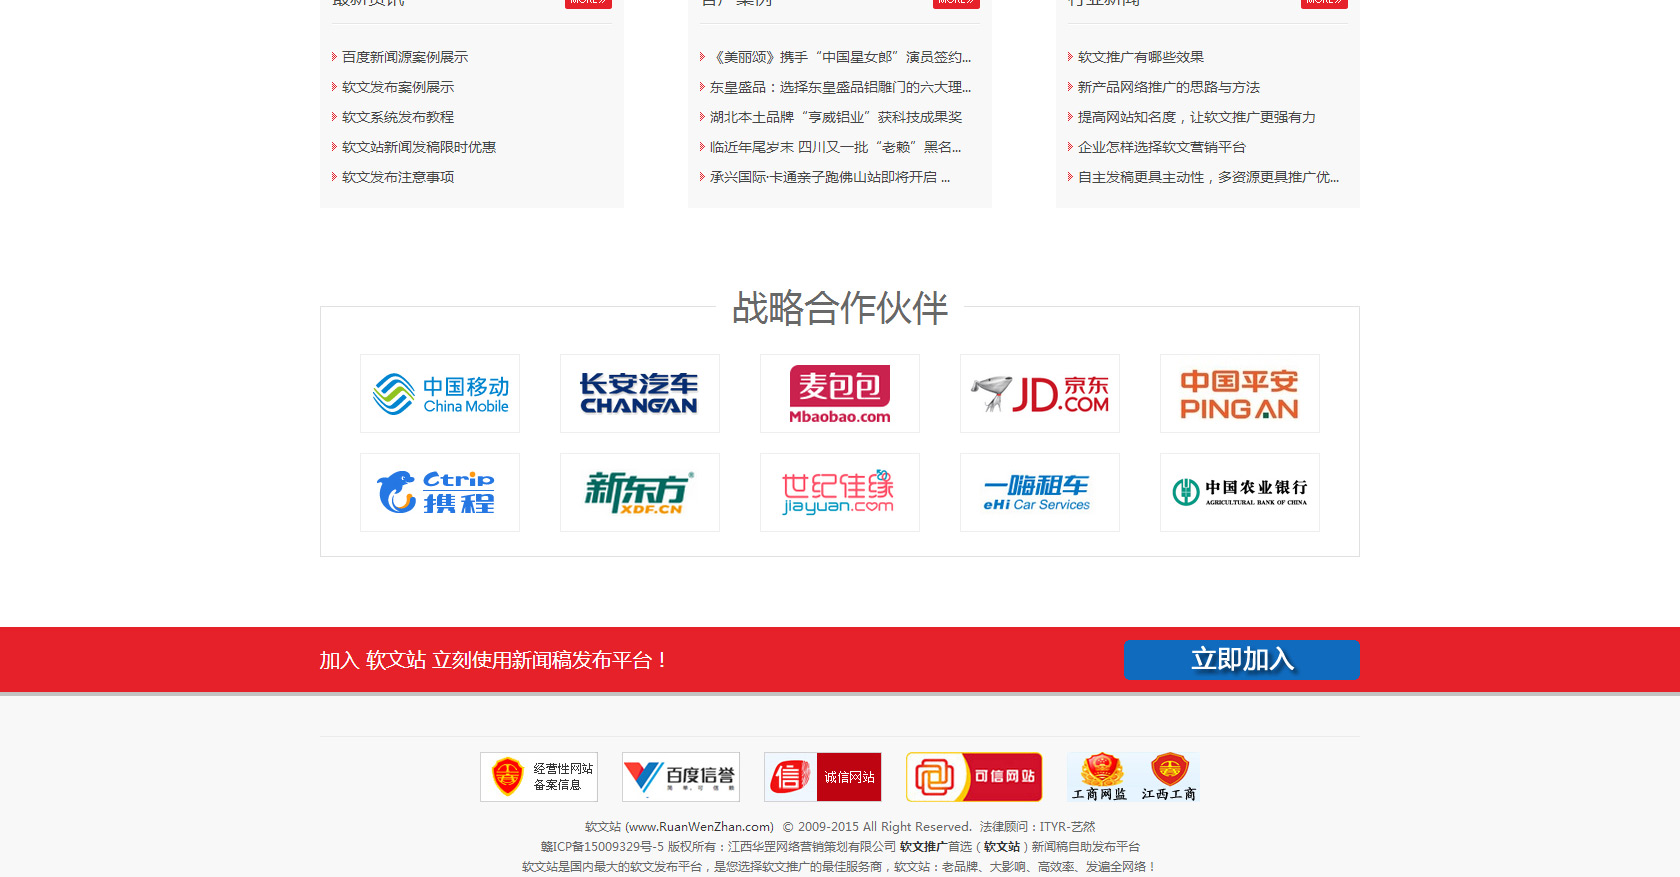 最新资讯
MORE
客户案例
MORE
行业新闻
MORE
百度新闻源案例展示
软文发布案例展示
软文系统发布教程
软文站新闻发稿限时优惠
软文发布注意事项
《美丽颂》携手“中国星女郎”演员签约...
东皇盛品：选择东皇盛品铝雕门的六大理...
湖北本土品牌“亨威铝业”获科技成果奖
临近年尾岁末 四川又一批“老赖”黑名...
承兴国际·卡通亲子跑佛山站即将开启 ...
软文推广有哪些效果
新产品网络推广的思路与方法
提高网站知名度，让软文推广更强有力
企业怎样选择软文营销平台
自主发稿更具主动性，多资源更具推广优...
战略合作伙伴
中国移动
China Mobile
长安汽车
CHANGAN
麦包包
Mbaobao.com
JD京东
.COM
中国平安
PING AN
Ctrip
携程
新东方®
XDF.CN
世纪佳缘
jiayuan.com
一嗨租车
eHi Car Services
中国农业银行
AGRICULTURAL BANK OF CHINA
加入 软文站 立刻使用新闻稿发布平台！
立即加入
经营性网站
备案信息
百度信誉
简单，可信赖
信
诚信网站
可信网站
工商网监
江西工商
软文站 (www.RuanWenZhan.com) © 2009-2015 All Right Reserved. 法律顾问：ITYR-艺然
赣ICP备15009329号-5 版权所有：江西华罡网络营销策划有限公司 软文推广首选（软文站）新闻稿自助发布平台
软文站是国内最大的软文发布平台，是您选择软文推广的最佳服务商，软文站：老品牌、大影响、高效率、发遍全网络！